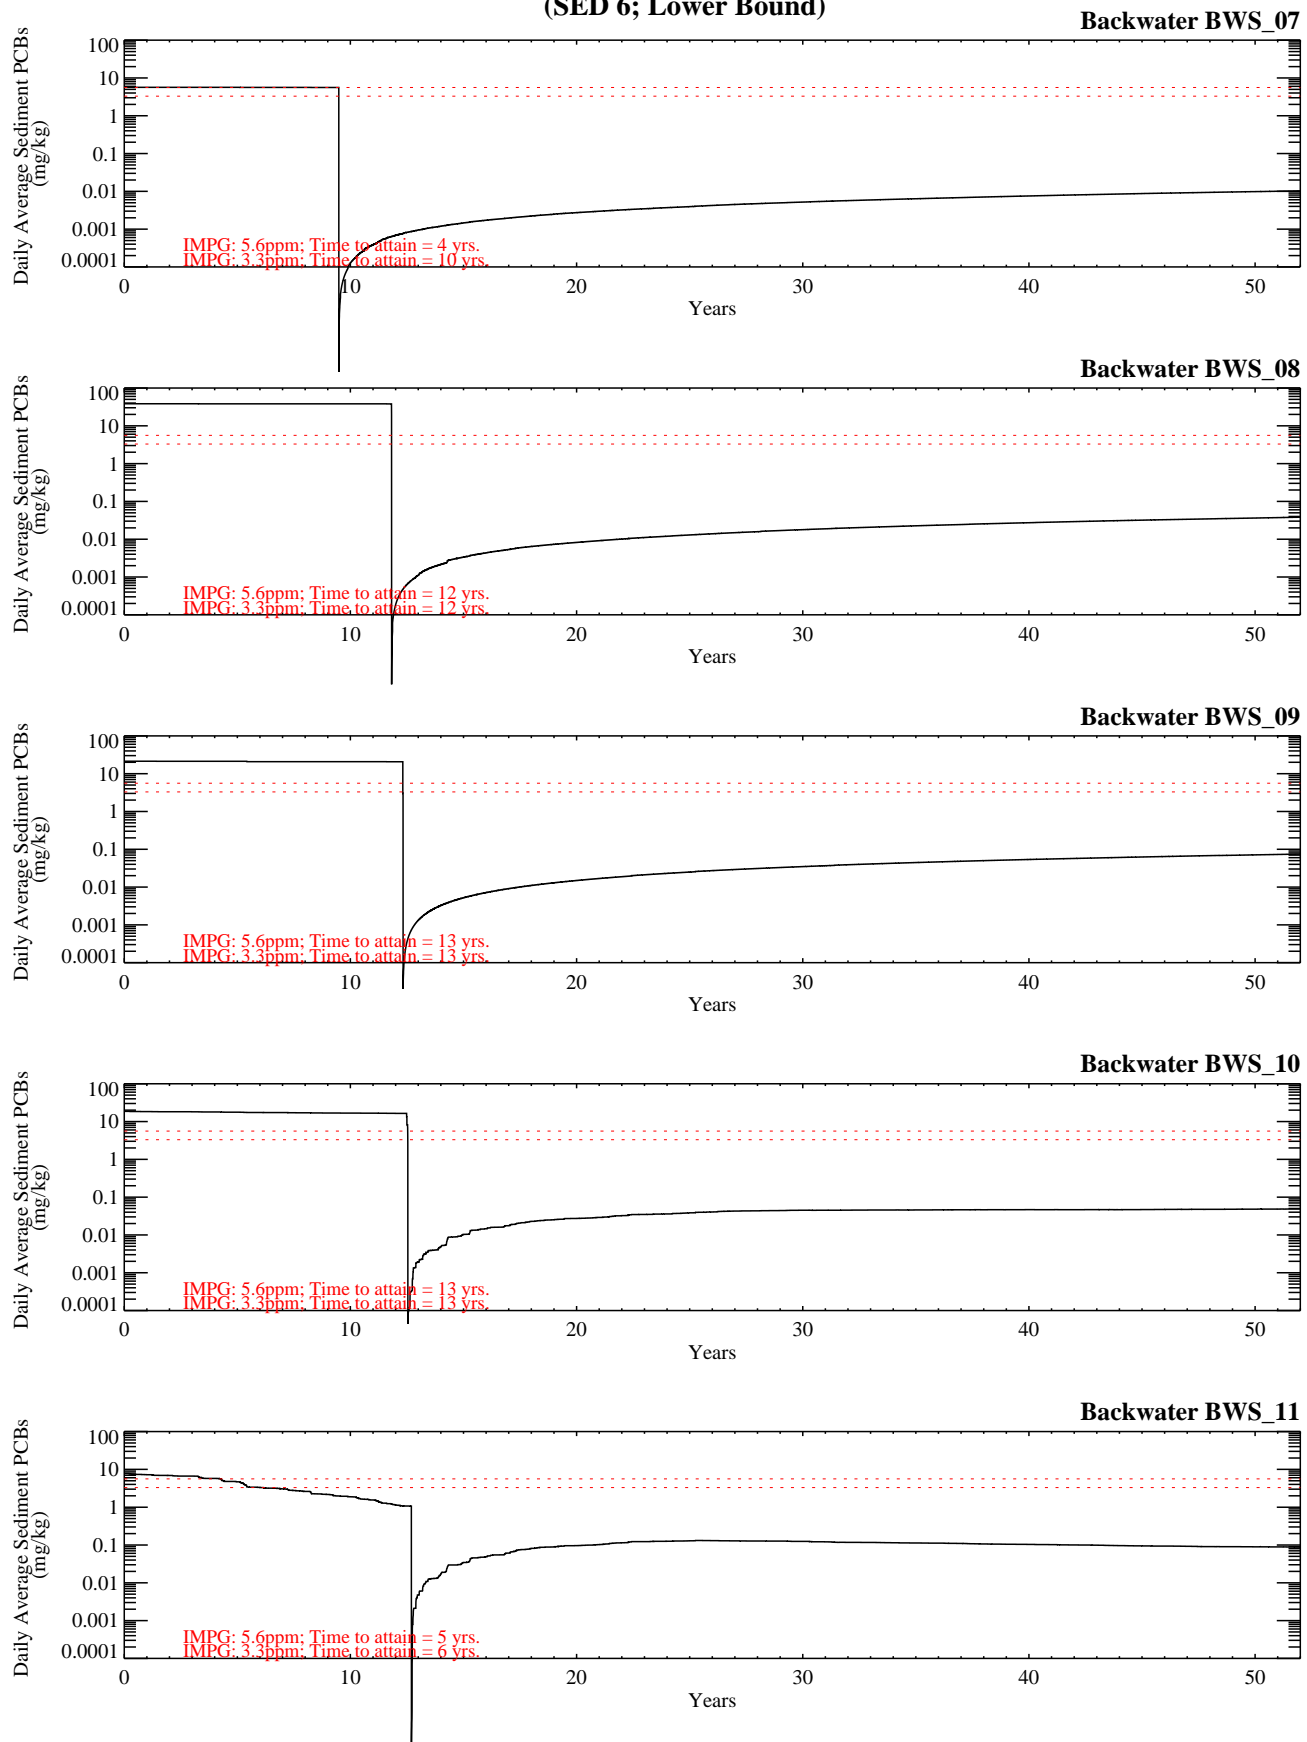 (SED 6; Lower Bound)
Backwater BWS_07
Daily Average Sediment PCBs
(mg/kg)
100
10
1
0.1
0.01
0.001
0.0001
IMPG: 5.6ppm; Time to attain = 4 yrs.
IMPG: 3.3ppm; Time to attain = 10 yrs.
0 10 20 30 40 50
Years
Backwater BWS_08
Daily Average Sediment PCBs
(mg/kg)
100
10
1
0.1
0.01
0.001
0.0001
IMPG: 5.6ppm; Time to attain = 12 yrs.
IMPG: 3.3ppm; Time to attain = 12 yrs.
0 10 20 30 40 50
Years
Backwater BWS_09
Daily Average Sediment PCBs
(mg/kg)
100
10
1
0.1
0.01
0.001
0.0001
IMPG: 5.6ppm; Time to attain = 13 yrs.
IMPG: 3.3ppm; Time to attain = 13 yrs.
0 10 20 30 40 50
Years
Backwater BWS_10
Daily Average Sediment PCBs
(mg/kg)
100
10
1
0.1
0.01
0.001
0.0001
IMPG: 5.6ppm; Time to attain = 13 yrs.
IMPG: 3.3ppm; Time to attain = 13 yrs.
0 10 20 30 40 50
Years
Backwater BWS_11
Daily Average Sediment PCBs
(mg/kg)
100
10
1
0.1
0.01
0.001
0.0001
IMPG: 5.6ppm; Time to attain = 5 yrs.
IMPG: 3.3ppm; Time to attain = 6 yrs.
0 10 20 30 40 50
Years